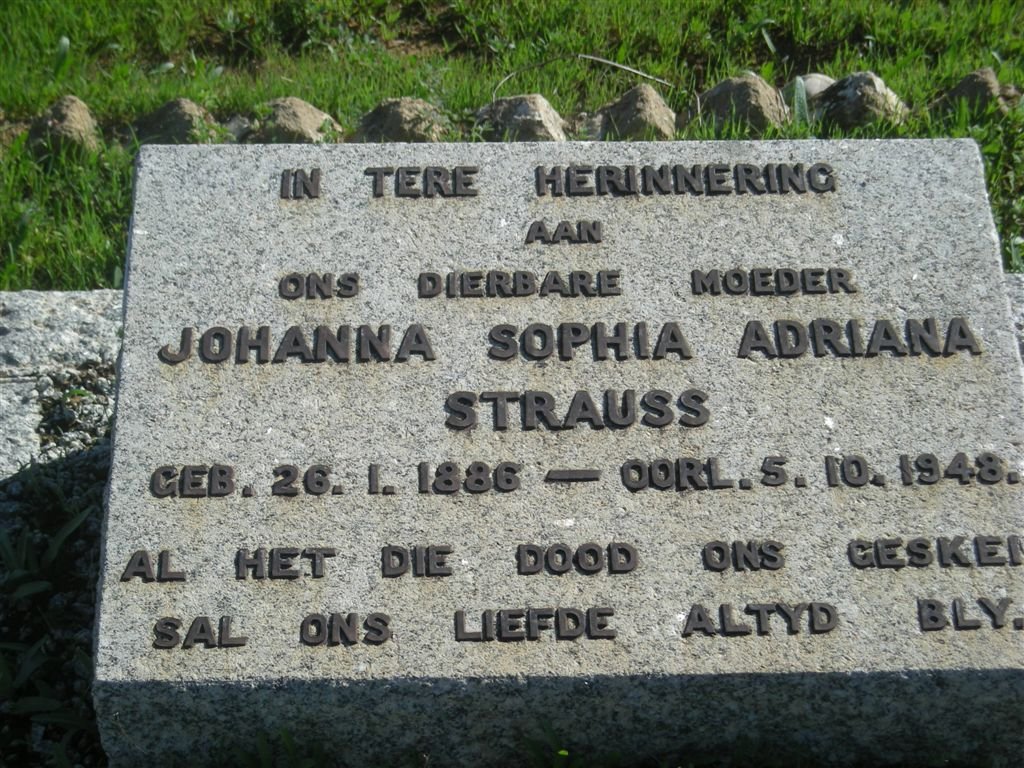 IN TERE HERINNERING
AAN
ONS DIERBARE MOEDER
JOHANNA SOPHIA ADRIANA
STRAUSS
GEB. 26. 1. 1886 — OORL. 5. 10. 1948.
AL HET DIE DOOD ONS GESKEI
SAL ONS LIEFDE ALTYD BLY.